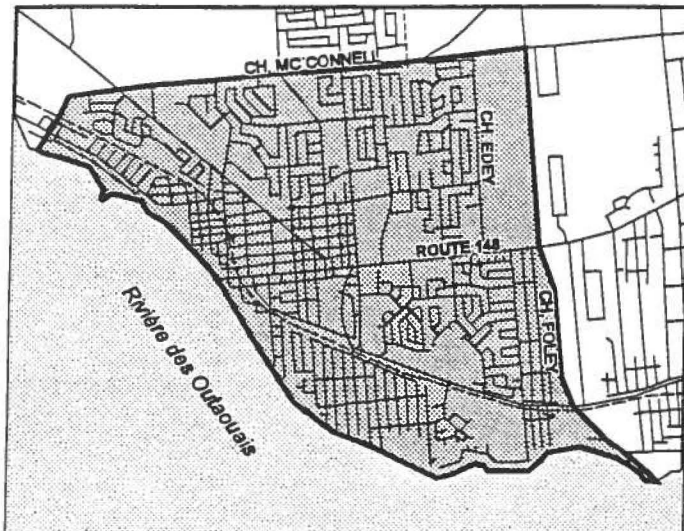 CH. MC CONNELL
CH. EDEY
ROUTE 148
CH. FOLEY
Rivière des Outaouais